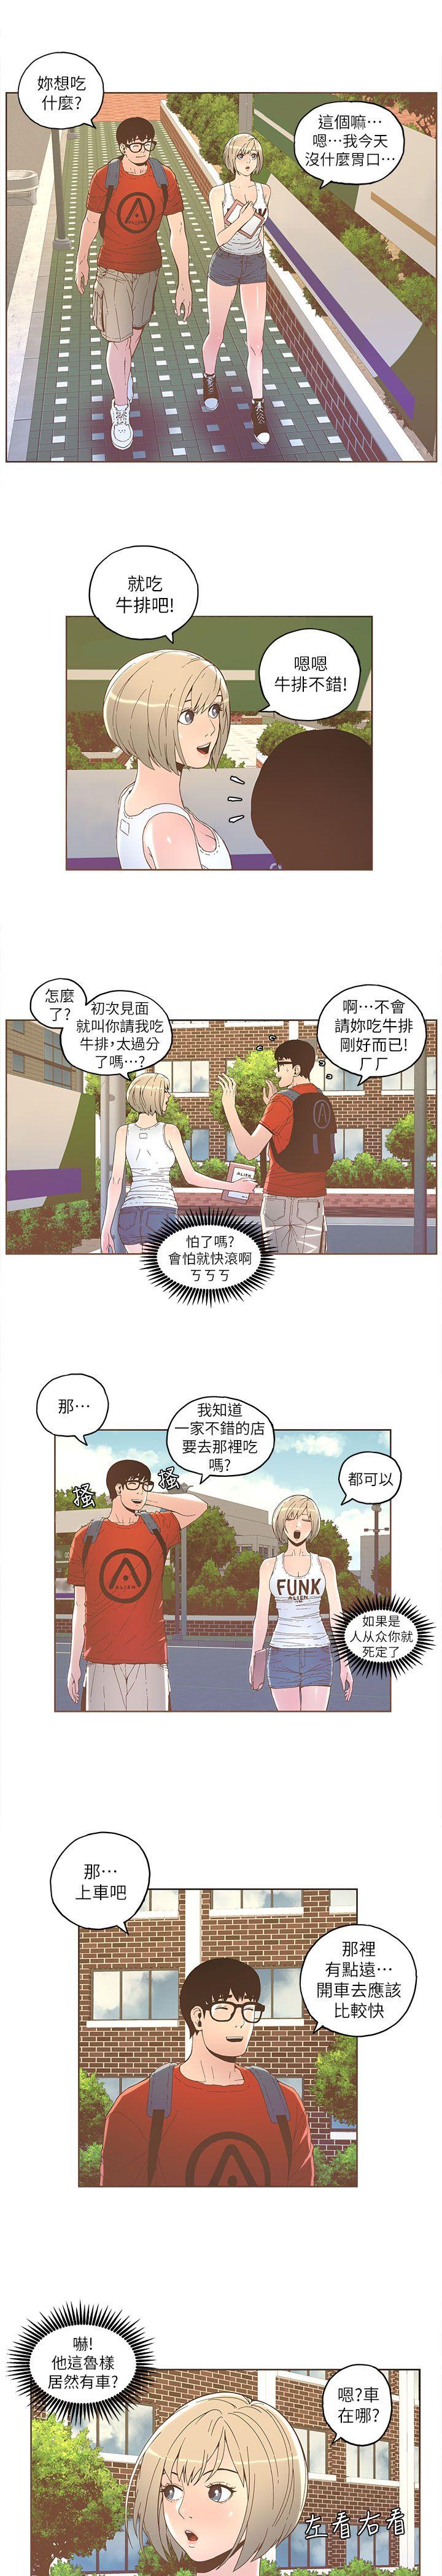 妳想吃
什麼?
這個嘛…
嗯…我今天
沒什麼胃口…
就吃
牛排吧!
嗯嗯
牛排不錯!
怎麼
了?
初次見面
就叫你請我吃
牛排,太過分
了嗎…?
啊…不會
請妳吃牛排
剛好而已!
ㄏㄏ
ALIEN
怕了嗎?
會怕就快滾啊
ㄎㄎㄎ
那…
我知道
一家不錯的店
要去那裡吃
嗎?
搔
搔
都可以
ALIEN
FUNK
ALIEN
如果是
人从众你就
死定了
那…
上車吧
那裡
有點遠…
開車去應該
比較快
嚇!
他這魯樣
居然有車?
嗯?車
在哪?
左看右看